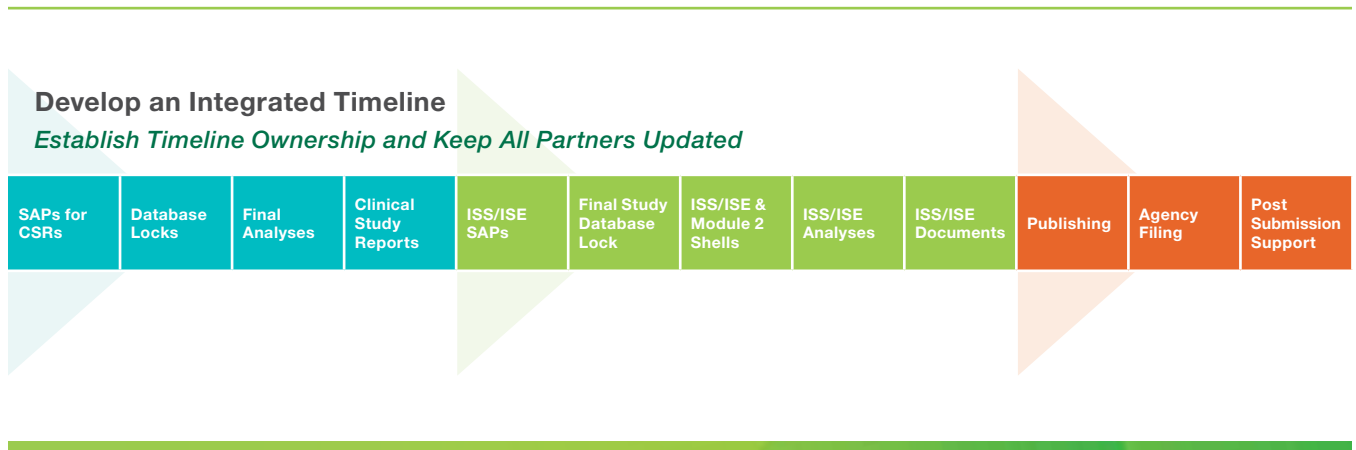 Develop an Integrated Timeline
Establish Timeline Ownership and Keep All Partners Updated
SAPs for
CSRs
Database
Locks
Final
Analyses
Clinical
Study
Reports
ISS/ISE
SAPs
Final Study
Database
Lock
ISS/ISE &
Module 2
Shells
ISS/ISE
Analyses
ISS/ISE
Documents
Publishing
Agency
Filing
Post
Submission
Support